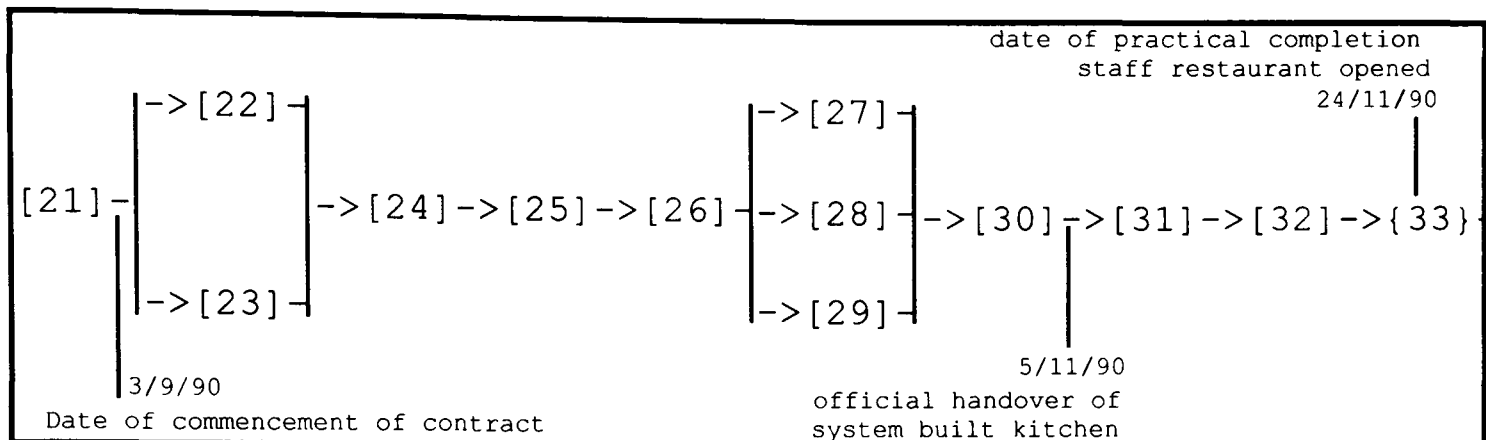 date of practical completion
staff restaurant opened
24/11/90
->[22]
->[27]
[21]
->[24]->[25]->[26]
->[28]
->[30]->[31]->[32]->{33}
->[23]
->[29]
3/9/90
Date of commencement of contract
5/11/90
official handover of
system built kitchen